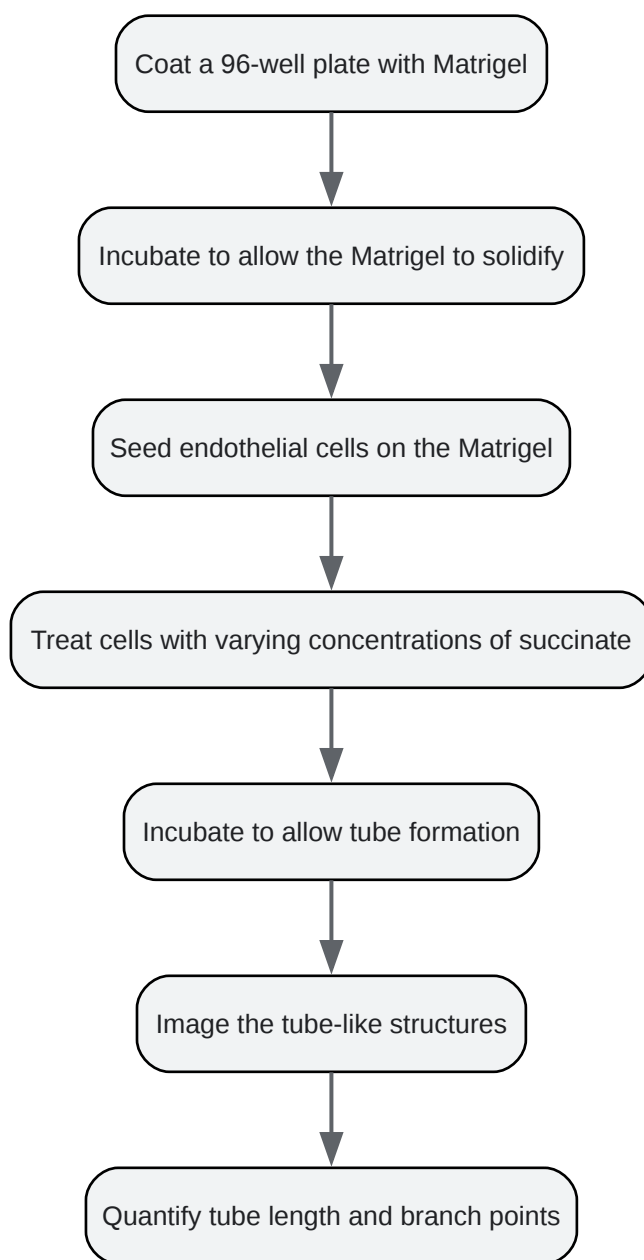 Coat a 96-well plate with Matrigel
Incubate to allow the Matrigel to solidify
Seed endothelial cells on the Matrigel
Treat cells with varying concentrations of succinate
Incubate to allow tube formation
Image the tube-like structures
Quantify tube length and branch points